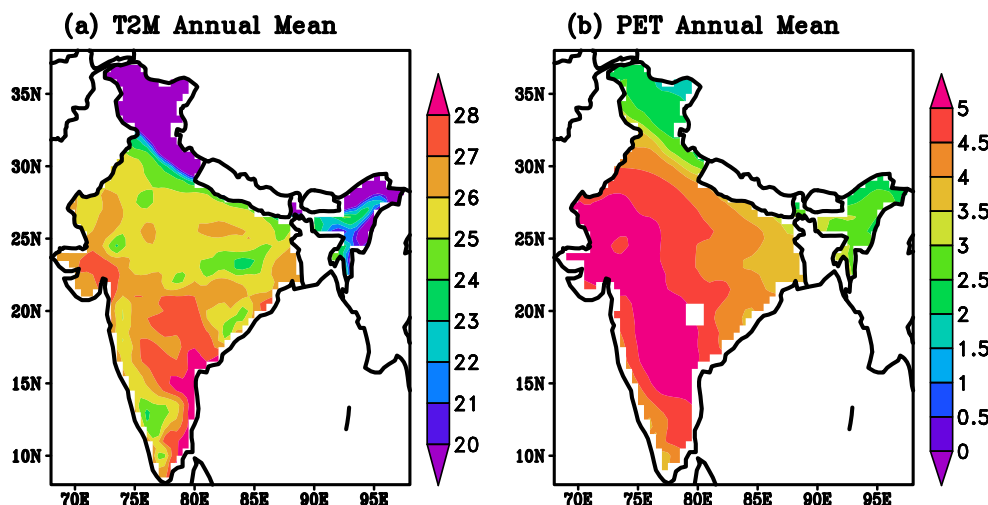 (a) T2M Annual Mean
35N
30N
25N
20N
15N
10N
70E 75E 80E 85E 90E 95E
28
27
26
25
24
23
22
21
20
(b) PET Annual Mean
35N
30N
25N
20N
15N
10N
70E 75E 80E 85E 90E 95E
5
4.5
4
3.5
3
2.5
2
1.5
1
0.5
0